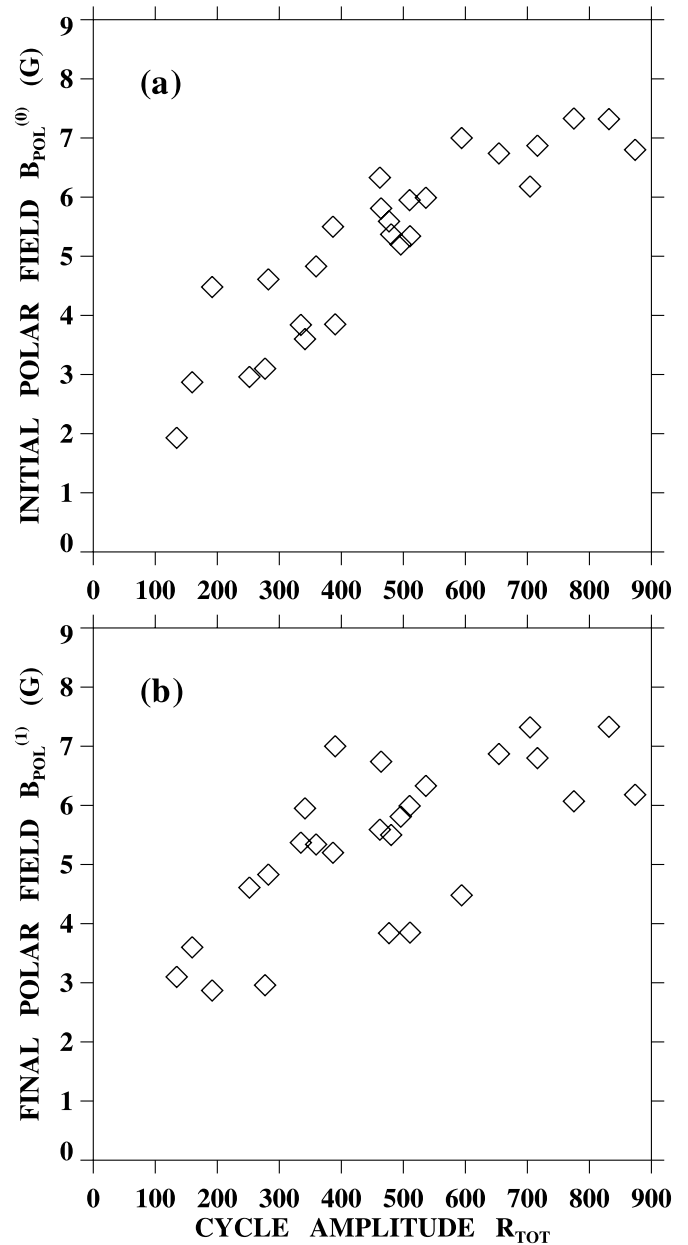 9
8
7
6
5
4
3
2
1
0
INITIAL POLAR FIELD B_POL^(0) (G)
(a)
0 100 200 300 400 500 600 700 800 900
9
8
7
6
5
4
3
2
1
0
FINAL POLAR FIELD B_POL^(1) (G)
(b)
0 100 200 300 400 500 600 700 800 900
CYCLE AMPLITUDE R_TOT